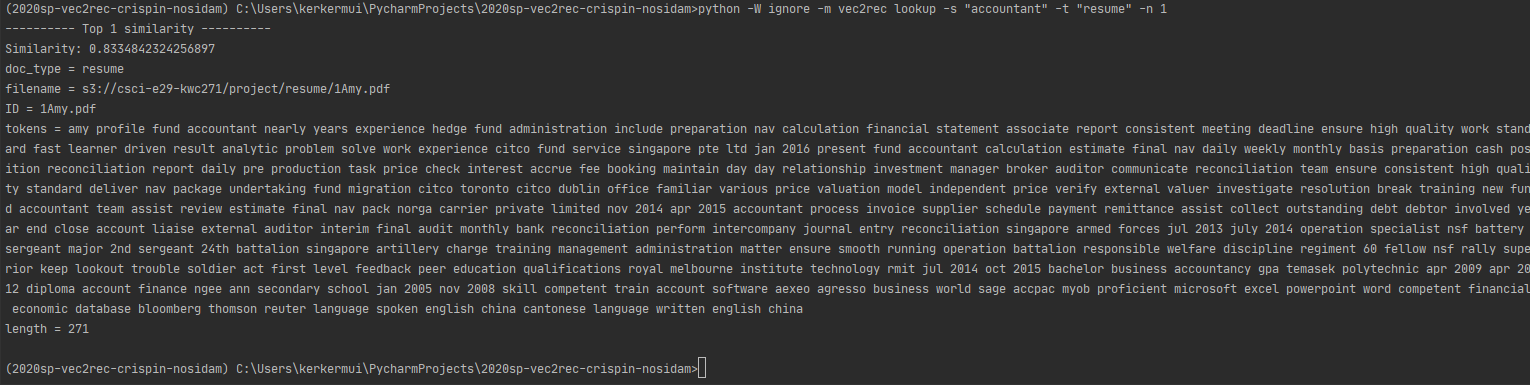 (2020sp-vec2rec-crispin-nosidam) C:\Users\kerkermui\PycharmProjects\2020sp-vec2rec-crispin-nosidam>python -W ignore -m vec2rec lookup -s "accountant" -t "resume" -n 1
---------- Top 1 similarity ----------
Similarity: 0.8334842324256897
doc_type = resume
filename = s3://csci-e29-kwc271/project/resume/1Amy.pdf
ID = 1Amy.pdf
tokens = amy profile fund accountant nearly years experience hedge fund administration include preparation nav calculation financial statement associate report consistent meeting deadline ensure high quality work stand
ard fast learner driven result analytic problem solve work experience citco fund service singapore pte ltd jan 2016 present fund accountant calculation estimate final nav daily weekly monthly basis preparation cash pos
ition reconciliation report daily pre production task price check interest accrue fee booking maintain day day relationship investment manager broker auditor communicate reconciliation team ensure consistent high quali
ty standard deliver nav package undertaking fund migration citco toronto citco dublin office familiar various price valuation model independent price verify external valuer investigate resolution break training new fun
d accountant team assist review estimate final nav pack norga carrier private limited nov 2014 apr 2015 accountant process invoice supplier schedule payment remittance assist collect outstanding debt debtor involved ye
ar end close account liaise external auditor interim final audit monthly bank reconciliation perform intercompany journal entry reconciliation singapore armed forces jul 2013 july 2014 operation specialist nsf battery
sergeant major 2nd sergeant 24th battalion singapore artillery charge training management administration matter ensure smooth running operation battalion responsible welfare discipline regiment 60 fellow nsf rally supe
rior keep lookout trouble soldier act first level feedback peer education qualifications royal melbourne institute technology rmit jul 2014 oct 2015 bachelor business accountancy gpa temasek polytechnic apr 2009 apr 20
12 diploma account finance ngee ann secondary school jan 2005 nov 2008 skill competent train account software aexeo agresso business world sage accpac myob proficient microsoft excel powerpoint word competent financial
economic database bloomberg thomson reuter language spoken english china cantonese language written english china
length = 271
(2020sp-vec2rec-crispin-nosidam) C:\Users\kerkermui\PycharmProjects\2020sp-vec2rec-crispin-nosidam>